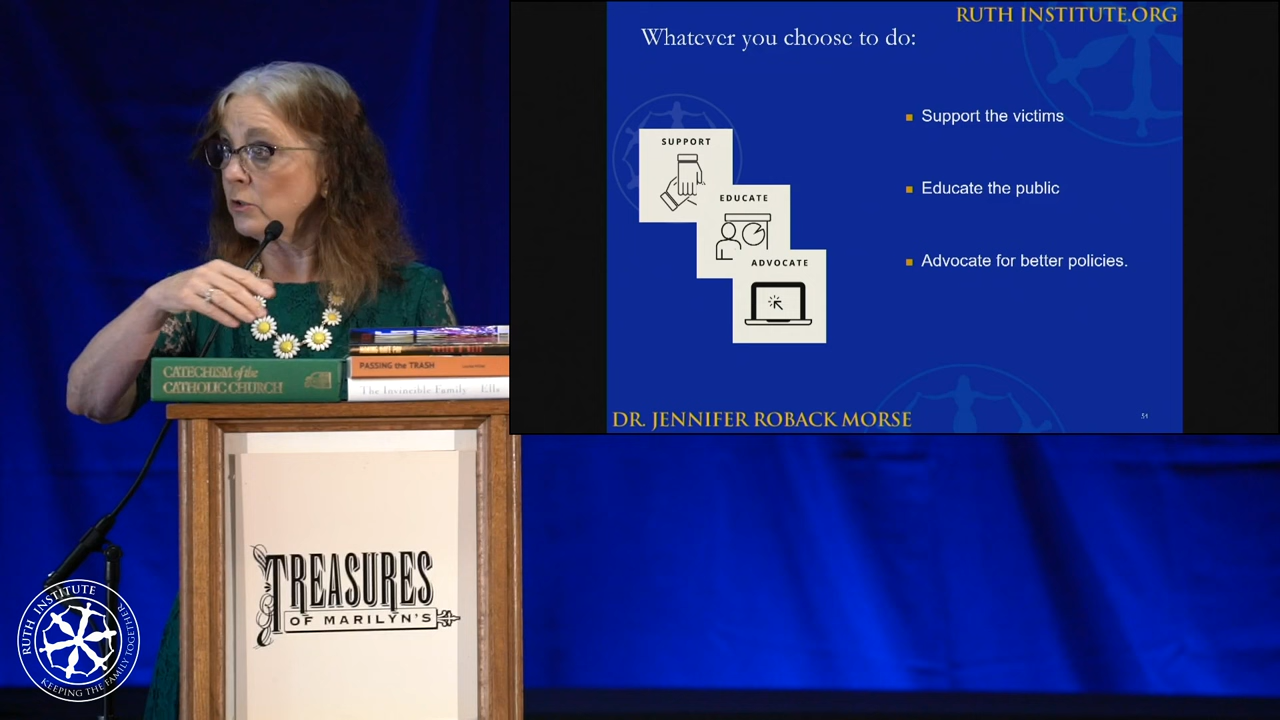 RUTH INSTITUTE.ORG
Whatever you choose to do:
SUPPORT
EDUCATE
ADVOCATE
▪ Support the victims
▪ Educate the public
▪ Advocate for better policies.
DR. JENNIFER ROBACK MORSE
51
CATECHISM of the
CATHOLIC CHURCH
PASSING the TRASH
The Invincible Family Ells
TREASURES
OF MARILYN'S
RUTH INSTITUTE
KEEPING THE FAMILY TOGETHER